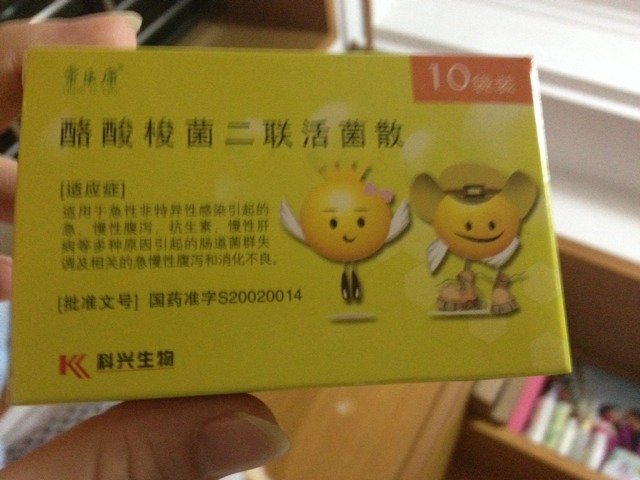 常乐康®
10袋装
酪酸梭菌二联活菌散
[适应症]
适用于急性非特异性感染引起的
急、慢性腹泻，抗生素、慢性肝
病等多种原因引起的肠道菌群失
调及相关的急慢性腹泻和消化不良。
[批准文号] 国药准字S20020014
科兴生物